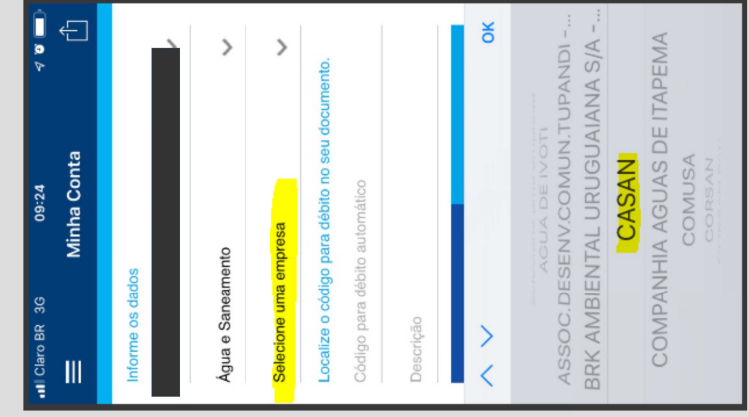 Claro BR 3G 09:24
Minha Conta
Informe os dados
Água e Saneamento
Selecione uma empresa
Localize o código para débito no seu documento.
Código para débito automático
Descrição
OK
AGUA DE IVOTI
ASSOC.DESENV.COMUN.TUPANDI -...
BRK AMBIENTAL URUGUAIANA S/A -...
CASAN
COMPANHIA AGUAS DE ITAPEMA
COMUSA
CORSAN